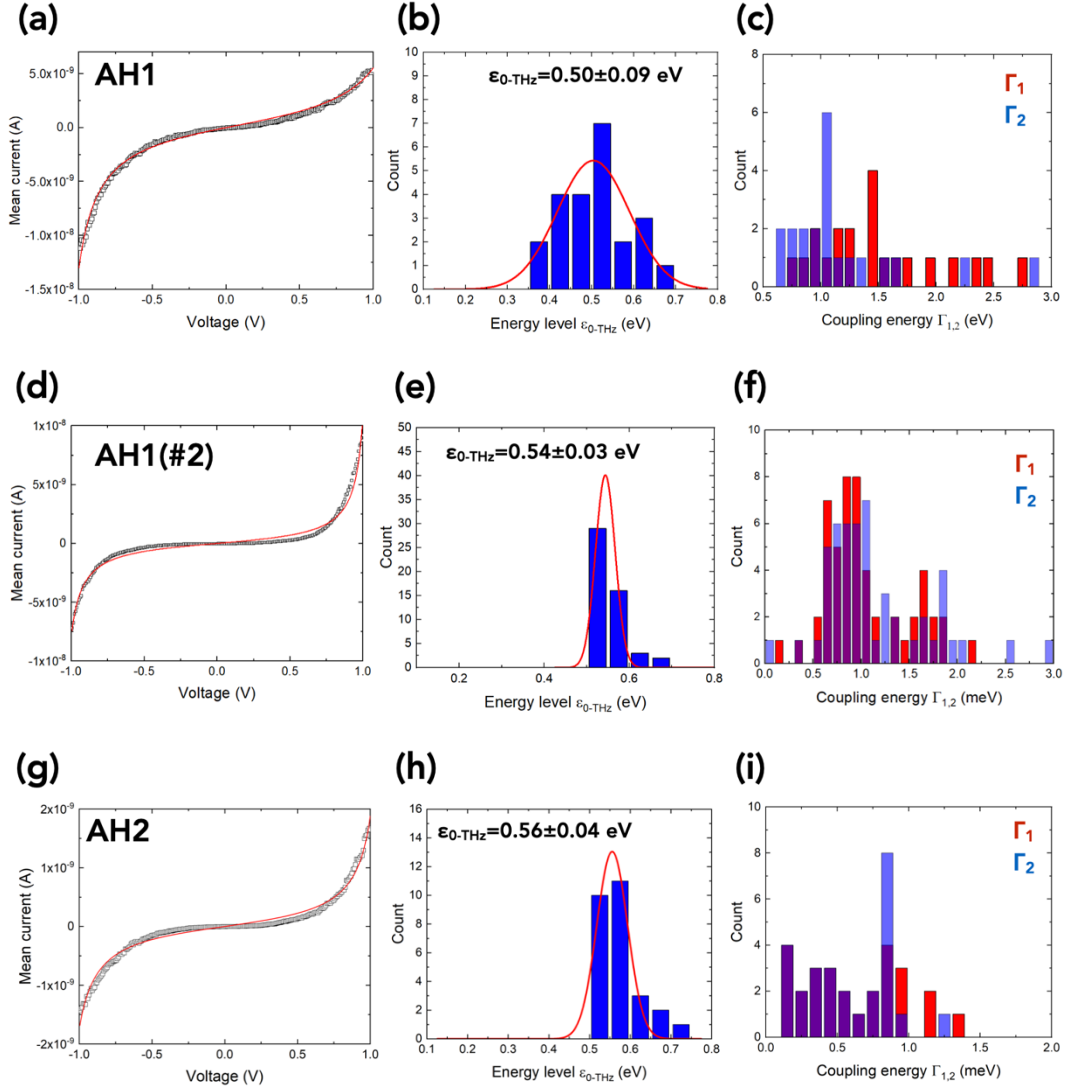 (a)
AH1
5.0x10⁻⁹
0.0
-5.0x10⁻⁹
-1.0x10⁻⁸
-1.5x10⁻⁸
-1.0 -0.5 0.0 0.5 1.0
Mean current (A)
Voltage (V)
(b)
ε0-THz=0.50±0.09 eV
10
9
8
7
6
5
4
3
2
1
0
0.1 0.2 0.3 0.4 0.5 0.6 0.7 0.8
Count
Energy level ε0-THz (eV)
(c)
Γ1
Γ2
8
6
4
2
0
0.5 1.0 1.5 2.0 2.5 3.0
Count
Coupling energy Γ1,2 (eV)
(d)
AH1(#2)
1x10⁻⁸
5x10⁻⁹
0
-5x10⁻⁹
-1x10⁻⁸
-1.0 -0.5 0.0 0.5 1.0
Mean current (A)
Voltage (V)
(e)
ε0-THz=0.54±0.03 eV
50
45
40
35
30
25
20
15
10
5
0
0.2 0.4 0.6 0.8
Count
Energy level ε0-THz (eV)
(f)
Γ1
Γ2
10
8
6
4
2
0
0.0 0.5 1.0 1.5 2.0 2.5 3.0
Count
Coupling energy Γ1,2 (meV)
(g)
AH2
2x10⁻⁹
1x10⁻⁹
0
-1x10⁻⁹
-2x10⁻⁹
-1.0 -0.5 0.0 0.5 1.0
Mean current (A)
Voltage (V)
(h)
ε0-THz=0.56±0.04 eV
16
14
12
10
8
6
4
2
0
0.1 0.2 0.3 0.4 0.5 0.6 0.7 0.8
Count
Energy level ε0-THz (eV)
(i)
Γ1
Γ2
10
8
6
4
2
0
0.0 0.5 1.0 1.5 2.0
Count
Coupling energy Γ1,2 (meV)